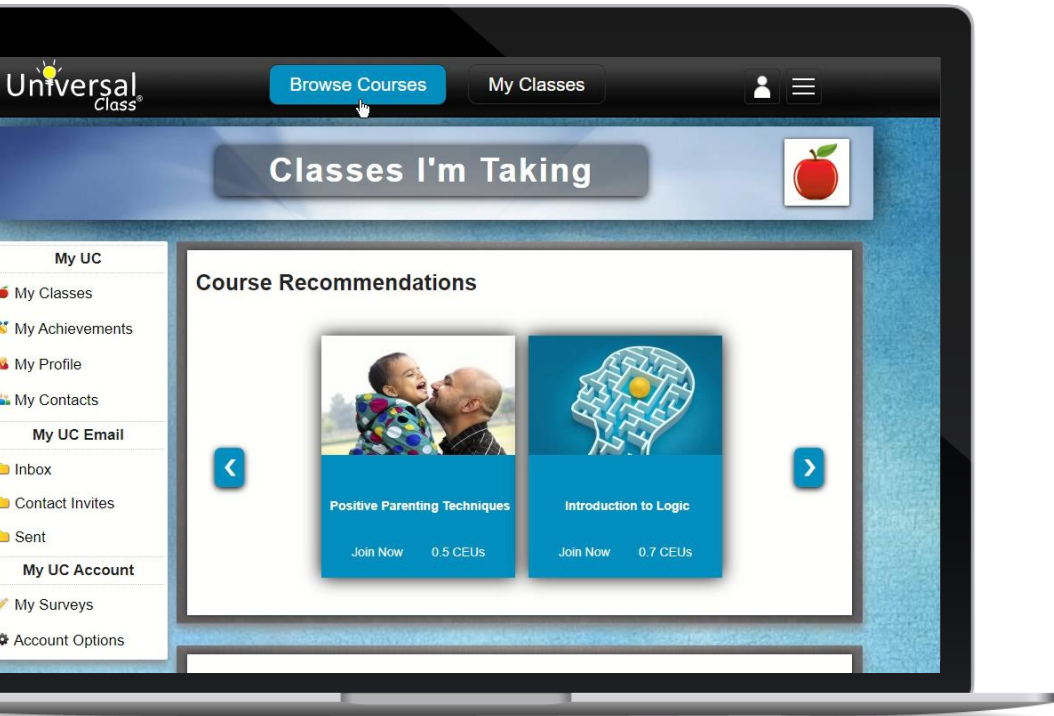 Universal
Class®
Browse Courses
My Classes
Classes I'm Taking
My UC
My Classes
My Achievements
My Profile
My Contacts
My UC Email
Inbox
Contact Invites
Sent
My UC Account
My Surveys
Account Options
Course Recommendations
Positive Parenting Techniques
Join Now 0.5 CEUs
Introduction to Logic
Join Now 0.7 CEUs